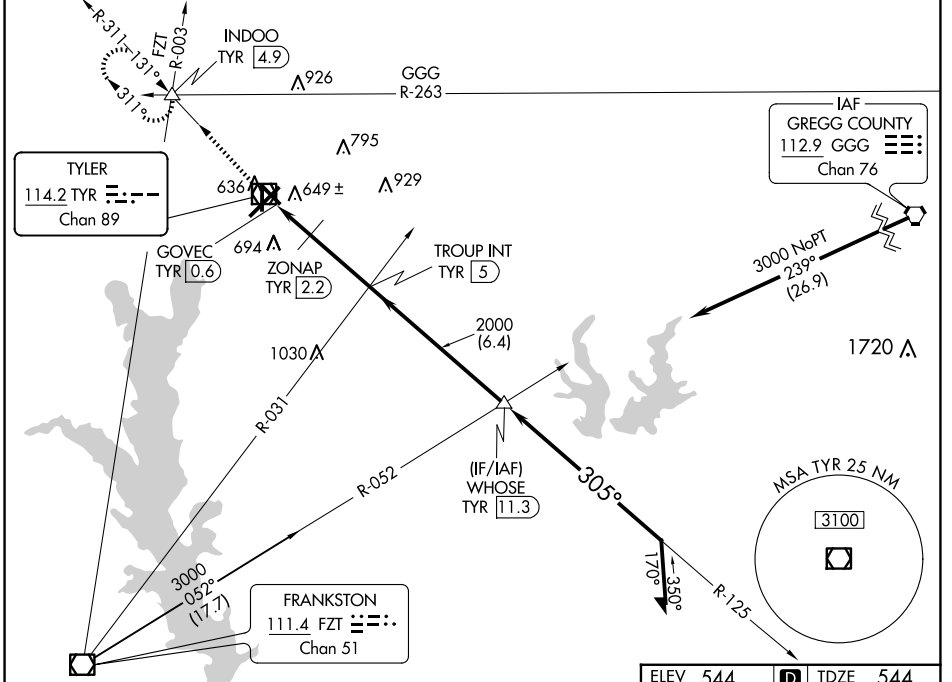 R-311
131°
FZT
R-003
INDOO
TYR 4.9
311°
926
GGG
R-263
IAF
GREGG COUNTY
112.9 GGG
Chan 76
795
TYLER
114.2 TYR
Chan 89
636
649 ±
929
GOVEC
TYR 0.6
694
ZONAP
TYR 2.2
TROUP INT
TYR 5
3000 NoPT
239°
(26.9)
2000
(6.4)
1030
1720
R-031
R-052
(IF/IAF)
WHOSE
TYR 11.3
305°
MSA TYR 25 NM
3100
170°
350°
R-125
3000
052°
(17.7)
FRANKSTON
111.4 FZT
Chan 51
ELEV 544
D
TDZE 544